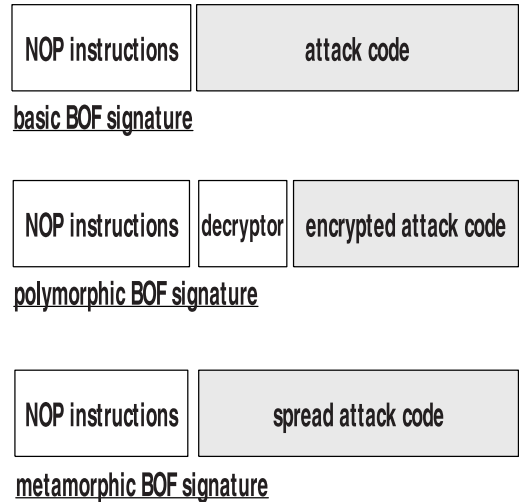 NOP instructions attack code
basic BOF signature
NOP instructions decryptor encrypted attack code
polymorphic BOF signature
NOP instructions spread attack code
metamorphic BOF signature